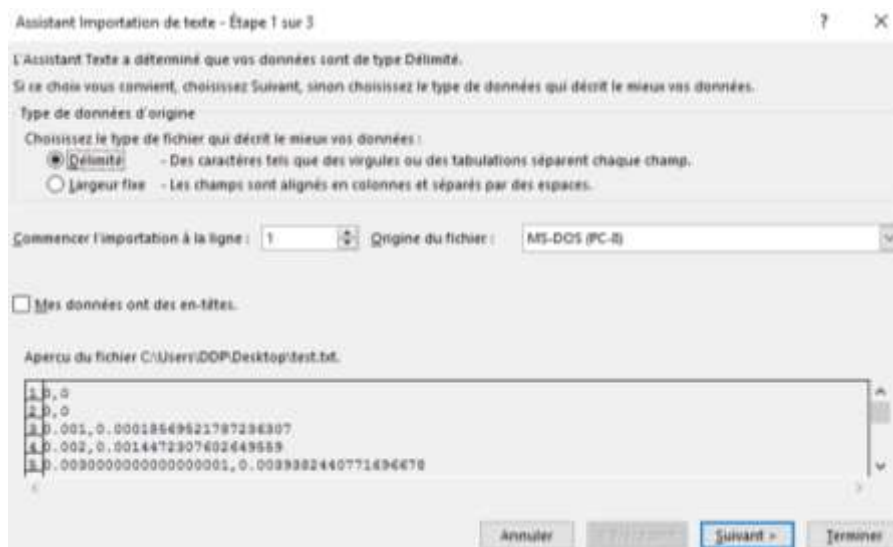 Assistant Importation de texte - Étape 1 sur 3
?
L'Assistant Texte a déterminé que vos données sont de type Délimité.
Si ce choix vous convient, choisissez Suivant, sinon choisissez le type de données qui décrit le mieux vos données.
Type de données d'origine
Choisissez le type de fichier qui décrit le mieux vos données :
Délimité - Des caractères tels que des virgules ou des tabulations séparent chaque champ.
Largeur fixe - Les champs sont alignés en colonnes et séparés par des espaces.
Commencer l'importation à la ligne : 1 Origine du fichier : MS-DOS (PC-8)
Mes données ont des en-têtes.
Aperçu du fichier C:\Users\DDP\Desktop\test.txt.
1 0,0
2 0,0
3 0.001,0.00018569521787236307
4 0.002,0.0014472307602649559
5 0.0030000000000000001,0.0039382440771696678
Annuler Suivant > Terminer